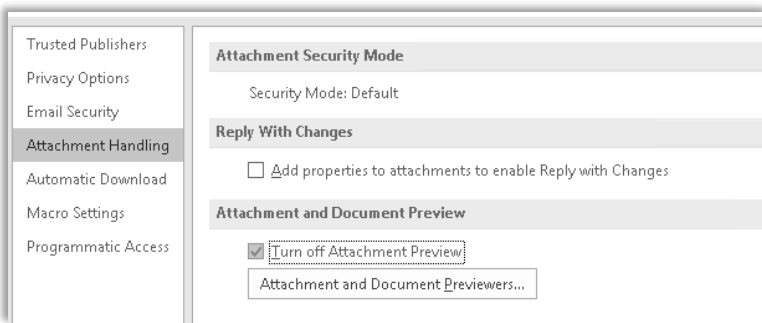 Trusted Publishers
Privacy Options
Email Security
Attachment Handling
Automatic Download
Macro Settings
Programmatic Access
Attachment Security Mode
Security Mode: Default
Reply With Changes
Add properties to attachments to enable Reply with Changes
Attachment and Document Preview
Turn off Attachment Preview
Attachment and Document Previewers...